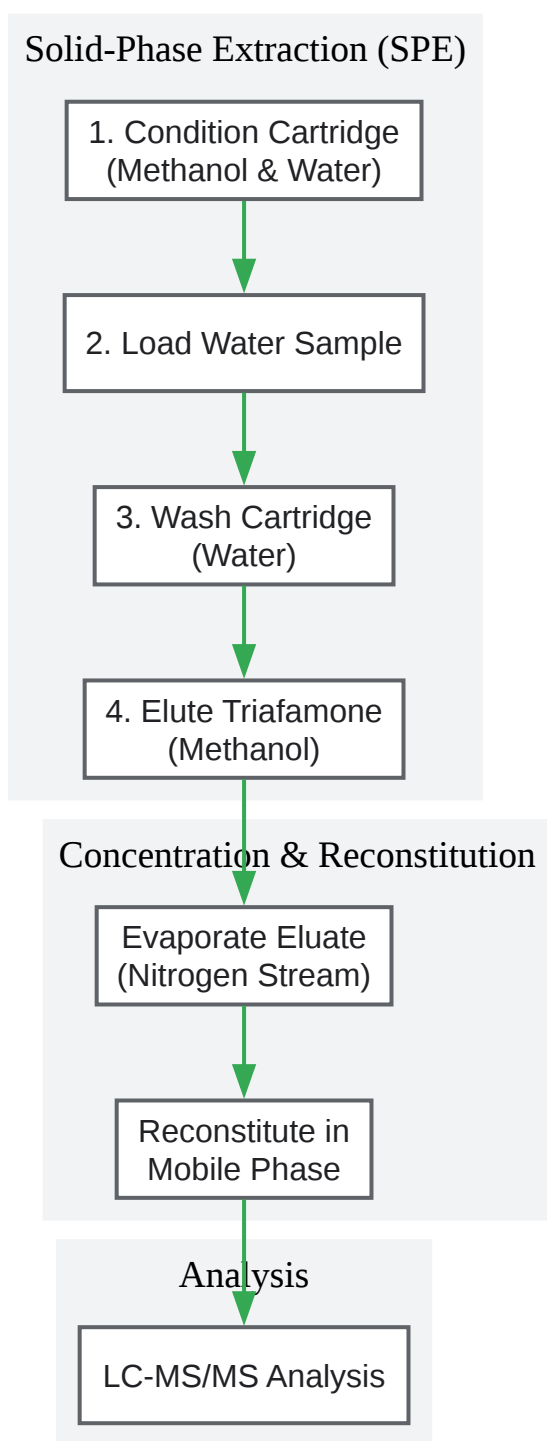 Solid-Phase Extraction (SPE)
1. Condition Cartridge
(Methanol & Water)
2. Load Water Sample
3. Wash Cartridge
(Water)
4. Elute Triafamone
(Methanol)
Concentration & Reconstitution
Evaporate Eluate
(Nitrogen Stream)
Reconstitute in
Mobile Phase
Analysis
LC-MS/MS Analysis